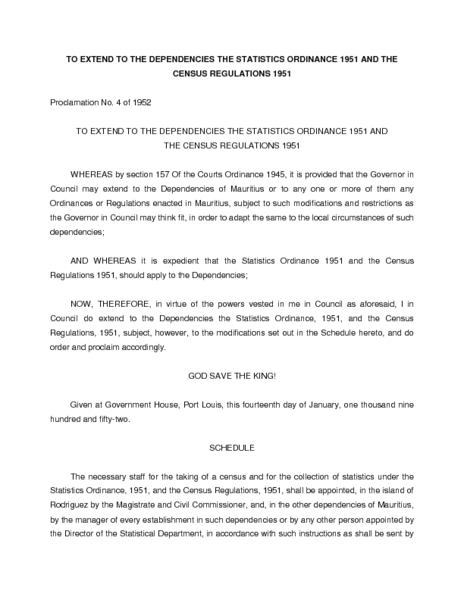 TO EXTEND TO THE DEPENDENCIES THE STATISTICS ORDINANCE 1951 AND THE
CENSUS REGULATIONS 1951
Proclamation No. 4 of 1952
TO EXTEND TO THE DEPENDENCIES THE STATISTICS ORDINANCE 1951 AND
THE CENSUS REGULATIONS 1951
WHEREAS by section 157 Of the Courts Ordinance 1945, it is provided that the Governor in
Council may extend to the Dependencies of Mauritius or to any one or more of them any
Ordinances or Regulations enacted in Mauritius, subject to such modifications and restrictions as
the Governor in Council may think fit, in order to adapt the same to the local circumstances of such
dependencies;
AND WHEREAS it is expedient that the Statistics Ordinance 1951 and the Census
Regulations 1951, should apply to the Dependencies;
NOW, THEREFORE, in virtue of the powers vested in me in Council as aforesaid, I in
Council do extend to the Dependencies the Statistics Ordinance, 1951, and the Census
Regulations, 1951, subject, however, to the modifications set out in the Schedule hereto, and do
order and proclaim accordingly.
GOD SAVE THE KING!
Given at Government House, Port Louis, this fourteenth day of January, one thousand nine
hundred and fifty-two.
SCHEDULE
The necessary staff for the taking of a census and for the collection of statistics under the
Statistics Ordinance, 1951, and the Census Regulations, 1951, shall be appointed, in the island of
Rodriguez by the Magistrate and Civil Commissioner, and, in the other dependencies of Mauritius,
by the manager of every establishment in such dependencies or by any other person appointed by
the Director of the Statistical Department, in accordance with such instructions as shall be sent by